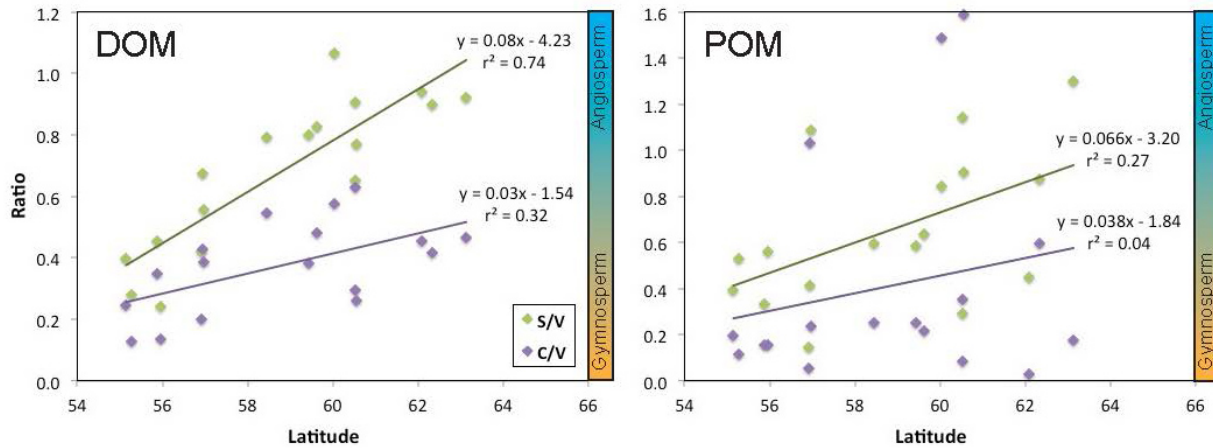 DOM
y = 0.08x - 4.23
r² = 0.74
y = 0.03x - 1.54
r² = 0.32
1.2
1.0
0.8
0.6
0.4
0.2
0.0
Ratio
54
56
58
60
62
64
66
Latitude
S/V
C/V
Angiosperm
Gymnosperm
POM
y = 0.066x - 3.20
r² = 0.27
y = 0.038x - 1.84
r² = 0.04
1.6
1.4
1.2
1.0
0.8
0.6
0.4
0.2
0.0
54
56
58
60
62
64
66
Latitude
Angiosperm
Gymnosperm